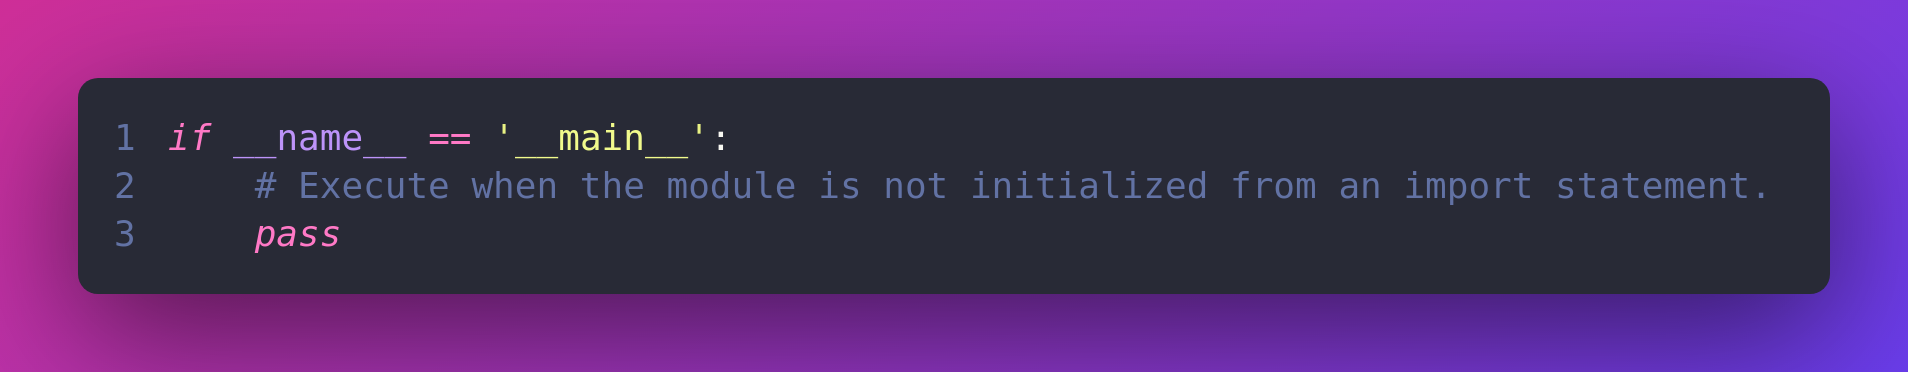 1 if __name__ == '__main__':
2     # Execute when the module is not initialized from an import statement.
3     pass